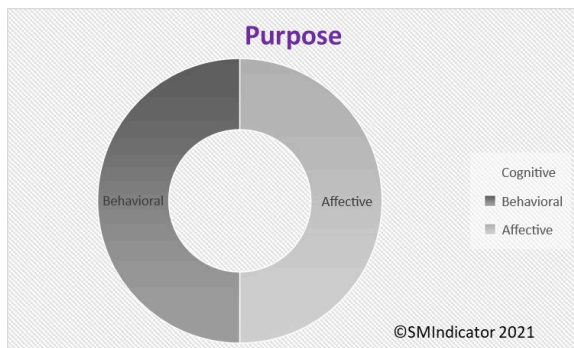 Purpose
Behavioral
Affective
Cognitive
Behavioral
Affective
©SMIndicator 2021